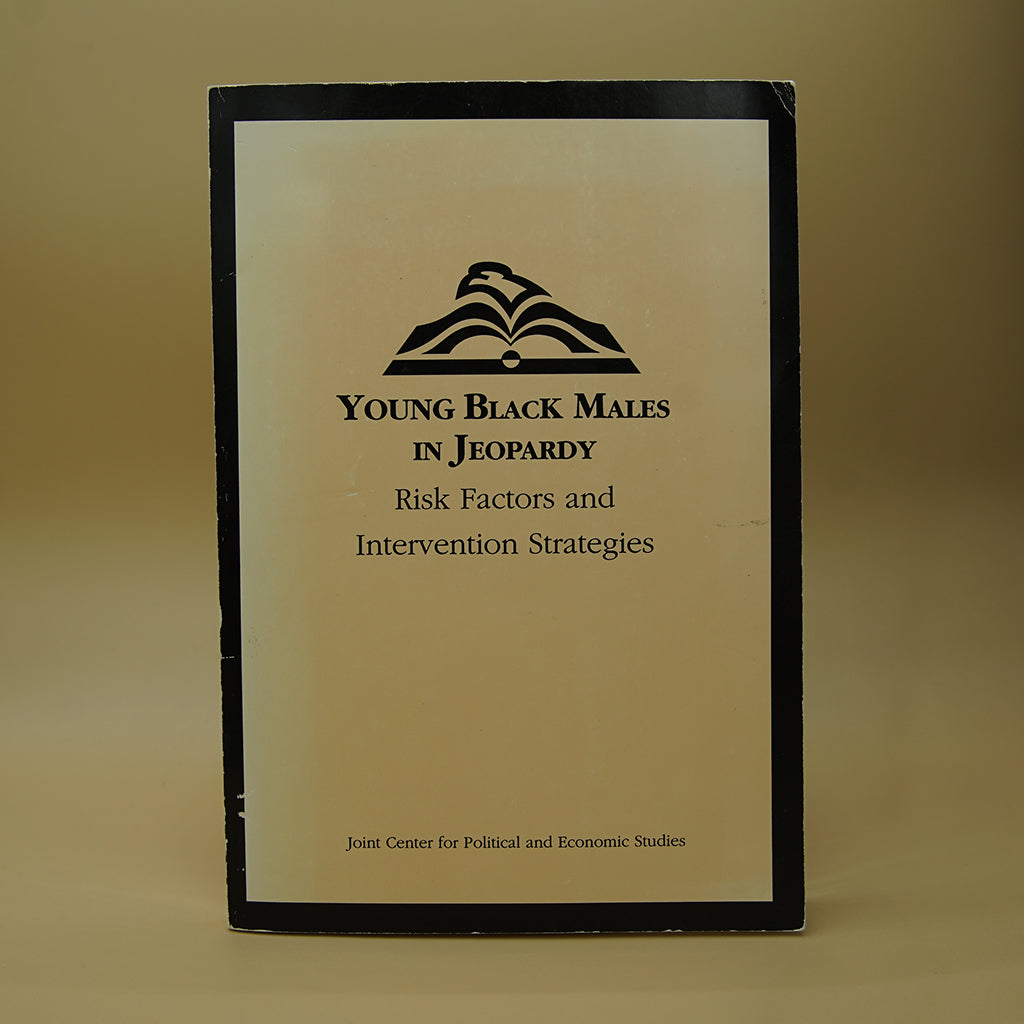 Young Black Males
in Jeopardy
Risk Factors and
Intervention Strategies
Joint Center for Political and Economic Studies